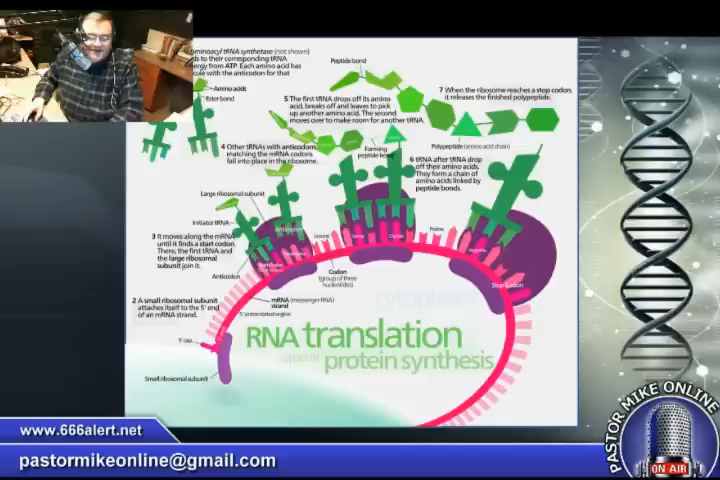 minoacyl tRNA synthetase (not shown)
ds to their corresponding tRNA
ergy from ATP. Each amino acid has
cule with the anticodon for that
Amino acids
Ester bond
Peptide bond
5 The first tRNA drops off its amino
acid, breaks off and leaves to pick
up another amino acid. The second
moves over to make room for another tRNA.
7 When the ribosome reaches a stop codon,
it releases the finished polypeptide.
4 Other tRNAs with anticodons
matching the mRNA codons
fall into place in the ribosome.
Forming
peptide bond
Polypeptide (amino acid chain)
6 tRNA after tRNA drop
off their amino acids.
They form a chain of
amino acids linked by
peptide bonds.
Large ribosomal subunit
Initiator tRNA
3 It moves along the mRNA
until it finds a start codon.
There, the first tRNA and
the large ribosomal
subunit join it.
Anticodon
Anticodon
Proline
Stop Codon
Codon
(group of three
nucleotides)
2 A small ribosomal subunit
attaches itself to the 5' end
of an mRNA strand.
mRNA (messenger RNA)
strand
5' untranslated region
5' cap
cytoplasm
RNA translation
protein synthesis
Small ribosomal subunit
www.666alert.net
pastormikeonline@gmail.com
PASTOR MIKE ONLINE
ON AIR